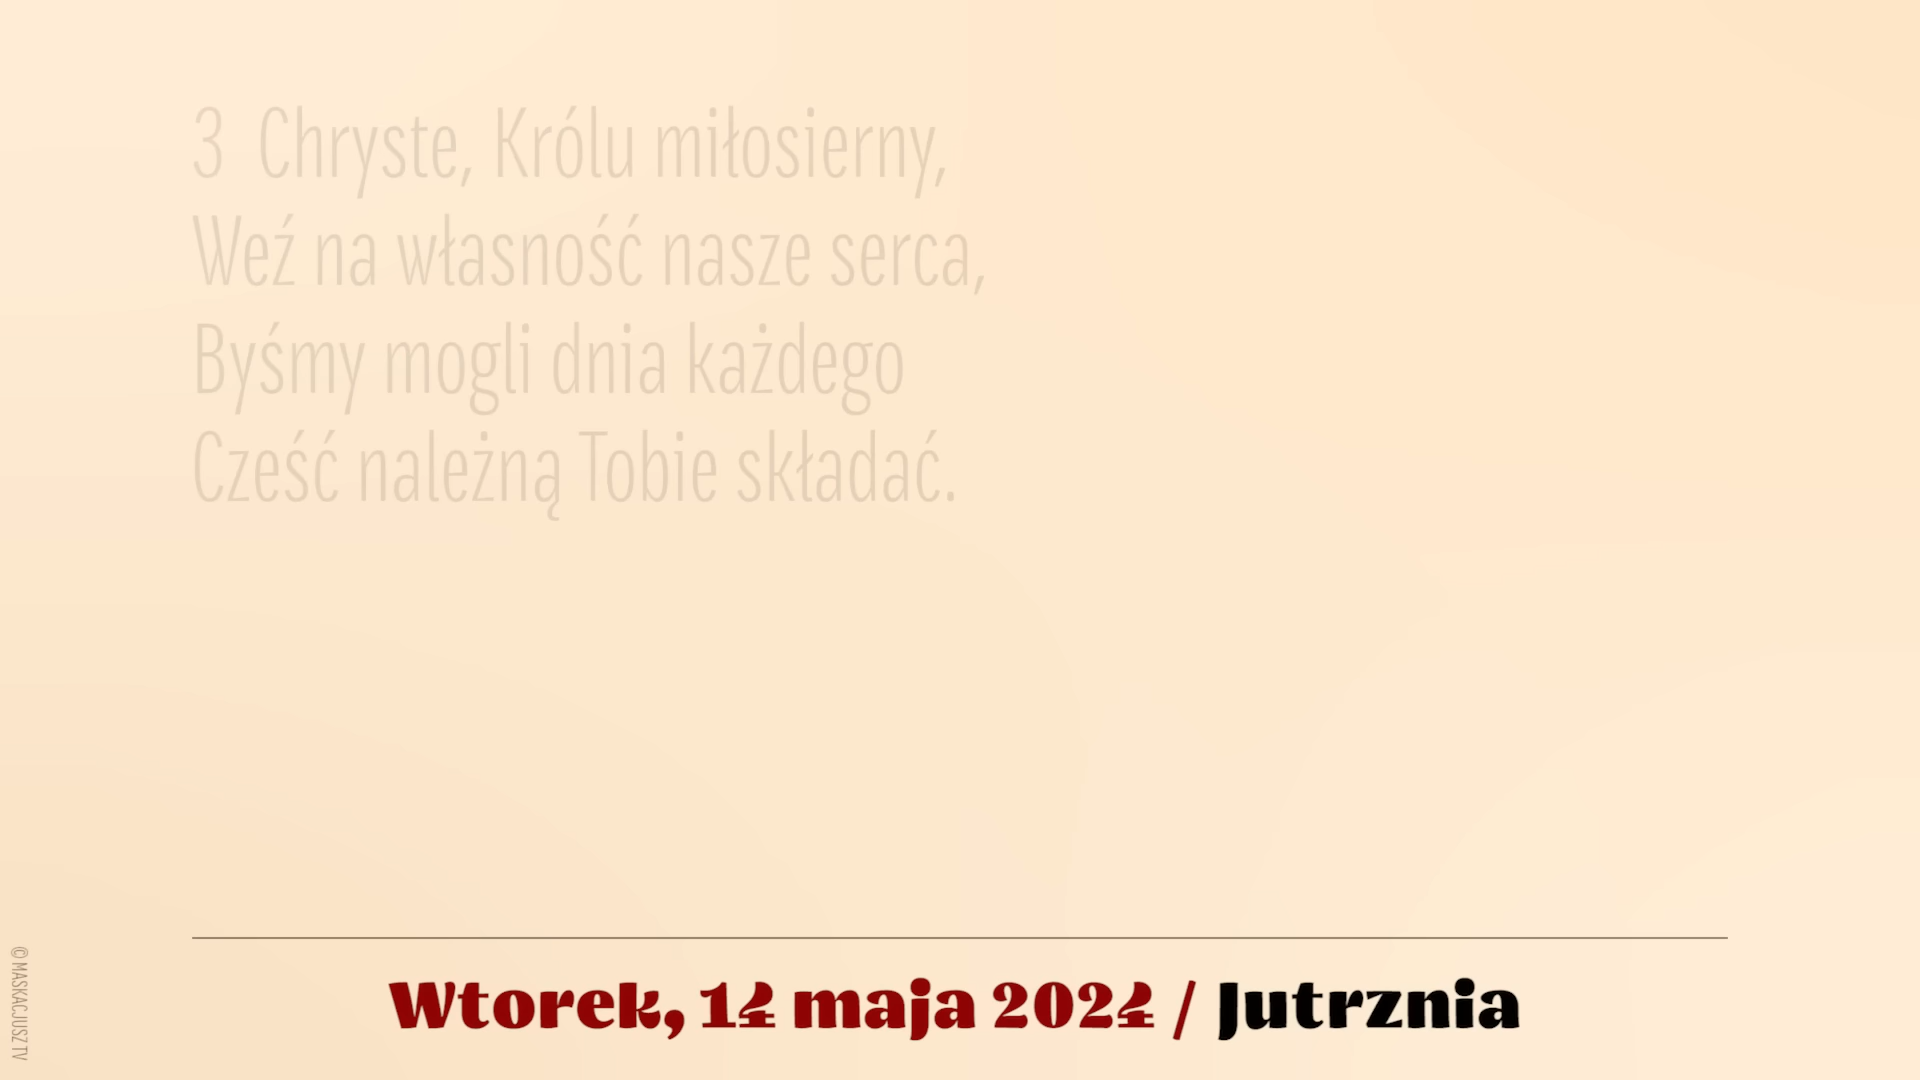 3 Chryste, Królu miłosierny,
Weź na własność nasze serca,
Byśmy mogli dnia każdego
Cześć należną Tobie składać.
Wtorek, 14 maja 2024 / Jutrznia
© MASKACJUSZ TV